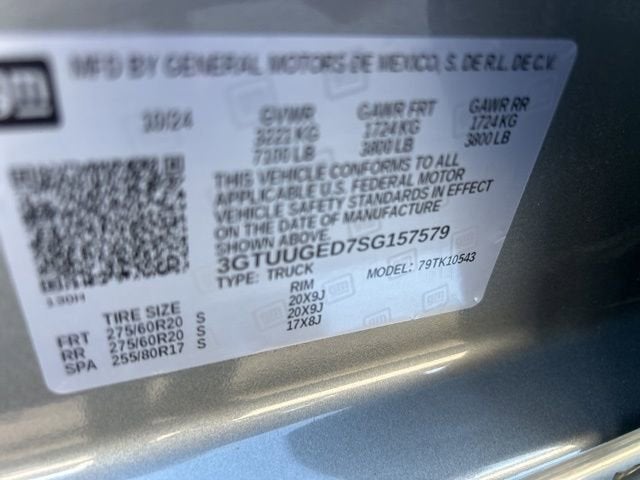 MFD BY GENERAL MOTORS DE MEXICO, S. DE R.L. DE C.V.
gm
10/24 GVWR GAWR FRT GAWR RR
3221 KG 1724 KG 1724 KG
7100 LB 3800 LB 3800 LB
THIS VEHICLE CONFORMS TO ALL
APPLICABLE U.S. FEDERAL MOTOR
VEHICLE SAFETY STANDARDS IN EFFECT
ON THE DATE OF MANUFACTURE
SHOWN ABOVE.
3GTUUGED7SG157579
TYPE: TRUCK MODEL: 79TK10543
TIRE SIZE RIM
FRT 275/60R20 S 20X9J
RR 275/60R20 S 20X9J
SPA 255/80R17 S 17X8J